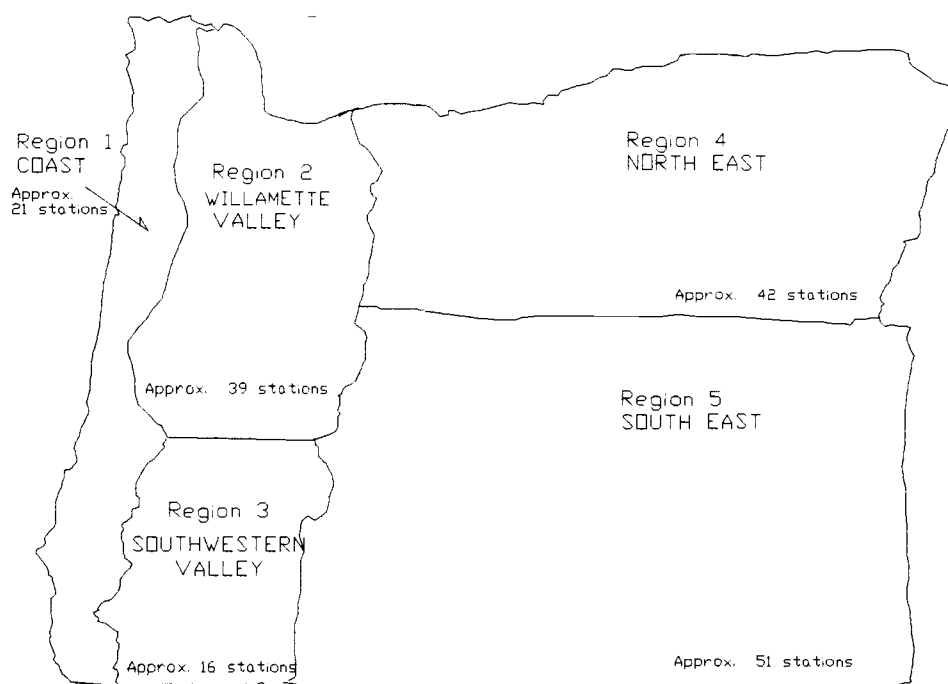 Region 1
COAST
Approx.
21 stations
Region 2
WILLAMETTE
VALLEY
Approx. 39 stations
Region 3
SOUTHWESTERN
VALLEY
Approx. 16 stations
Region 4
NORTH EAST
Approx. 42 stations
Region 5
SOUTH EAST
Approx. 51 stations